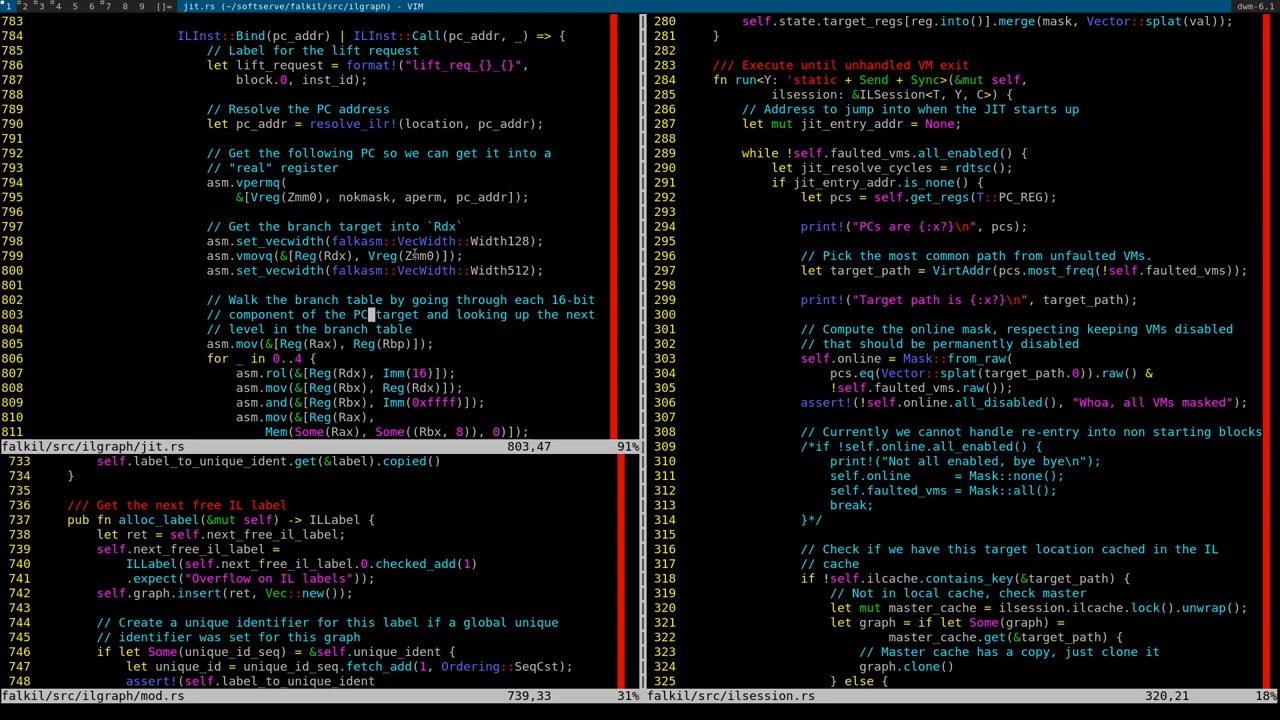 1 2 3 4 5 6 7 8 9 []= jit.rs (~/softserve/falkil/src/ilgraph) - VIM dwm-6.1
783
784 ILInst::Bind(pc_addr) | ILInst::Call(pc_addr, _) => {
785 // Label for the lift request
786 let lift_request = format!("lift_req_{}_{}",
787 block.0, inst_id);
788
789 // Resolve the PC address
790 let pc_addr = resolve_ilr!(location, pc_addr);
791
792 // Get the following PC so we can get it into a
793 // "real" register
794 asm.vpermq(
795 &[Vreg(Zmm0), nokmask, aperm, pc_addr]);
796
797 // Get the branch target into `Rdx`
798 asm.set_vecwidth(falkasm::VecWidth::Width128);
799 asm.vmovq(&[Reg(Rdx), Vreg(Zmm0)]);
800 asm.set_vecwidth(falkasm::VecWidth::Width512);
801
802 // Walk the branch table by going through each 16-bit
803 // component of the PC target and looking up the next
804 // level in the branch table
805 asm.mov(&[Reg(Rax), Reg(Rbp)]);
806 for _ in 0..4 {
807 asm.rol(&[Reg(Rdx), Imm(16)]);
808 asm.mov(&[Reg(Rbx), Reg(Rdx)]);
809 asm.and(&[Reg(Rbx), Imm(0xffff)]);
810 asm.mov(&[Reg(Rax),
811 Mem(Some(Rax), Some((Rbx, 8)), 0)]);
falkil/src/ilgraph/jit.rs 803,47 91%
733 self.label_to_unique_ident.get(&label).copied()
734 }
735
736 /// Get the next free IL label
737 pub fn alloc_label(&mut self) -> ILLabel {
738 let ret = self.next_free_il_label;
739 self.next_free_il_label =
740 ILLabel(self.next_free_il_label.0.checked_add(1)
741 .expect("Overflow on IL labels"));
742 self.graph.insert(ret, Vec::new());
743
744 // Create a unique identifier for this label if a global unique
745 // identifier was set for this graph
746 if let Some(unique_id_seq) = &self.unique_ident {
747 let unique_id = unique_id_seq.fetch_add(1, Ordering::SeqCst);
748 assert!(self.label_to_unique_ident
falkil/src/ilgraph/mod.rs 739,33 31%
280 self.state.target_regs[reg.into()].merge(mask, Vector::splat(val));
281 }
282
283 /// Execute until unhandled VM exit
284 fn run<Y: 'static + Send + Sync>(&mut self,
285 ilsession: &ILSession<T, Y, C>) {
286 // Address to jump into when the JIT starts up
287 let mut jit_entry_addr = None;
288
289 while !self.faulted_vms.all_enabled() {
290 let jit_resolve_cycles = rdtsc();
291 if jit_entry_addr.is_none() {
292 let pcs = self.get_regs(T::PC_REG);
293
294 print!("PCs are {:x?}\n", pcs);
295
296 // Pick the most common path from unfaulted VMs.
297 let target_path = VirtAddr(pcs.most_freq(!self.faulted_vms));
298
299 print!("Target path is {:x?}\n", target_path);
300
301 // Compute the online mask, respecting keeping VMs disabled
302 // that should be permanently disabled
303 self.online = Mask::from_raw(
304 pcs.eq(Vector::splat(target_path.0)).raw() &
305 !self.faulted_vms.raw());
306 assert!(!self.online.all_disabled(), "Whoa, all VMs masked");
307
308 // Currently we cannot handle re-entry into non starting blocks
309 /*if !self.online.all_enabled() {
310 print!("Not all enabled, bye bye\n");
311 self.online = Mask::none();
312 self.faulted_vms = Mask::all();
313 break;
314 }*/
315
316 // Check if we have this target location cached in the IL
317 // cache
318 if !self.ilcache.contains_key(&target_path) {
319 // Not in local cache, check master
320 let mut master_cache = ilsession.ilcache.lock().unwrap();
321 let graph = if let Some(graph) =
322 master_cache.get(&target_path) {
323 // Master cache has a copy, just clone it
324 graph.clone()
325 } else {
falkil/src/ilsession.rs 320,21 18%